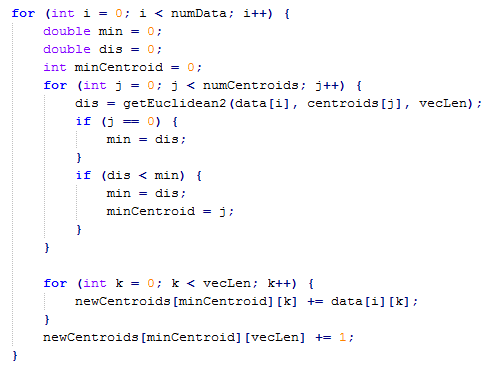 for (int i = 0; i < numData; i++) {
    double min = 0;
    double dis = 0;
    int minCentroid = 0;
    for (int j = 0; j < numCentroids; j++) {
        dis = getEuclidean2(data[i], centroids[j], vecLen);
        if (j == 0) {
            min = dis;
        }
        if (dis < min) {
            min = dis;
            minCentroid = j;
        }
    }

    for (int k = 0; k < vecLen; k++) {
        newCentroids[minCentroid][k] += data[i][k];
    }
    newCentroids[minCentroid][vecLen] += 1;
}